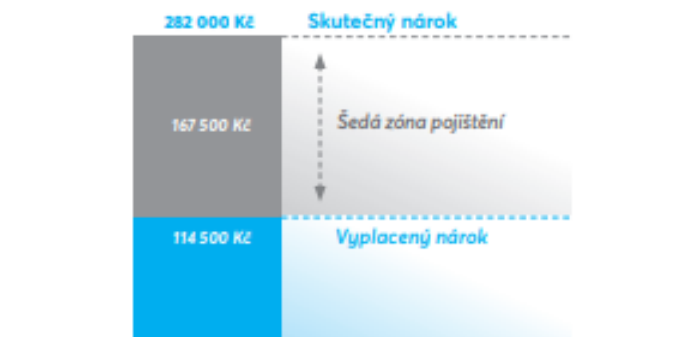 282 000 Kč Skutečný nárok
167 500 Kč Šedá zóna pojištění
114 500 Kč Vyplacený nárok